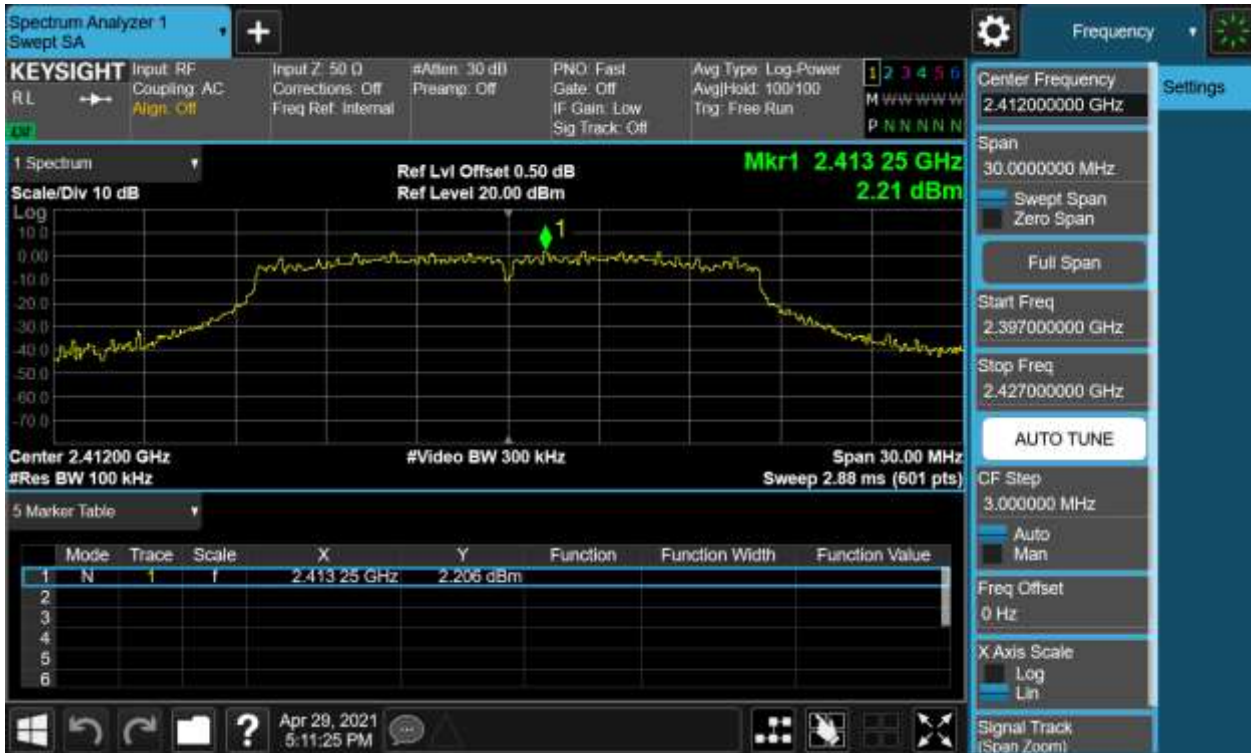 Spectrum Analyzer 1
Swept SA
+
Frequency
KEYSIGHT
RL
Input: RF
Coupling: AC
Align: Off
Input Z: 50 Ω
Corrections: Off
Freq Ref: Internal
#Atten: 30 dB
Preamp: Off
PNO: Fast
Gate: Off
IF Gain: Low
Sig Track: Off
Avg Type: Log-Power
Avg|Hold: 100/100
Trig: Free Run
1 2 3 4 5 6
M W W W W W
P N N N N N
1 Spectrum
Scale/Div 10 dB
Ref Lvl Offset 0.50 dB
Ref Level 20.00 dBm
Mkr1 2.413 25 GHz
2.21 dBm
Log
10.0
0.00
-10.0
-20.0
-30.0
-40.0
-50.0
-60.0
-70.0
1
Center 2.41200 GHz
#Res BW 100 kHz
#Video BW 300 kHz
Span 30.00 MHz
Sweep 2.88 ms (601 pts)
5 Marker Table
Mode Trace Scale X Y Function Function Width Function Value
1 N 1 f 2.413 25 GHz 2.206 dBm
2
3
4
5
6
?
Apr 29, 2021
5:11:25 PM
Center Frequency
2.412000000 GHz
Settings
Span
30.0000000 MHz
Swept Span
Zero Span
Full Span
Start Freq
2.397000000 GHz
Stop Freq
2.427000000 GHz
AUTO TUNE
CF Step
3.000000 MHz
Auto
Man
Freq Offset
0 Hz
X Axis Scale
Log
Lin
Signal Track
(Span Zoom)